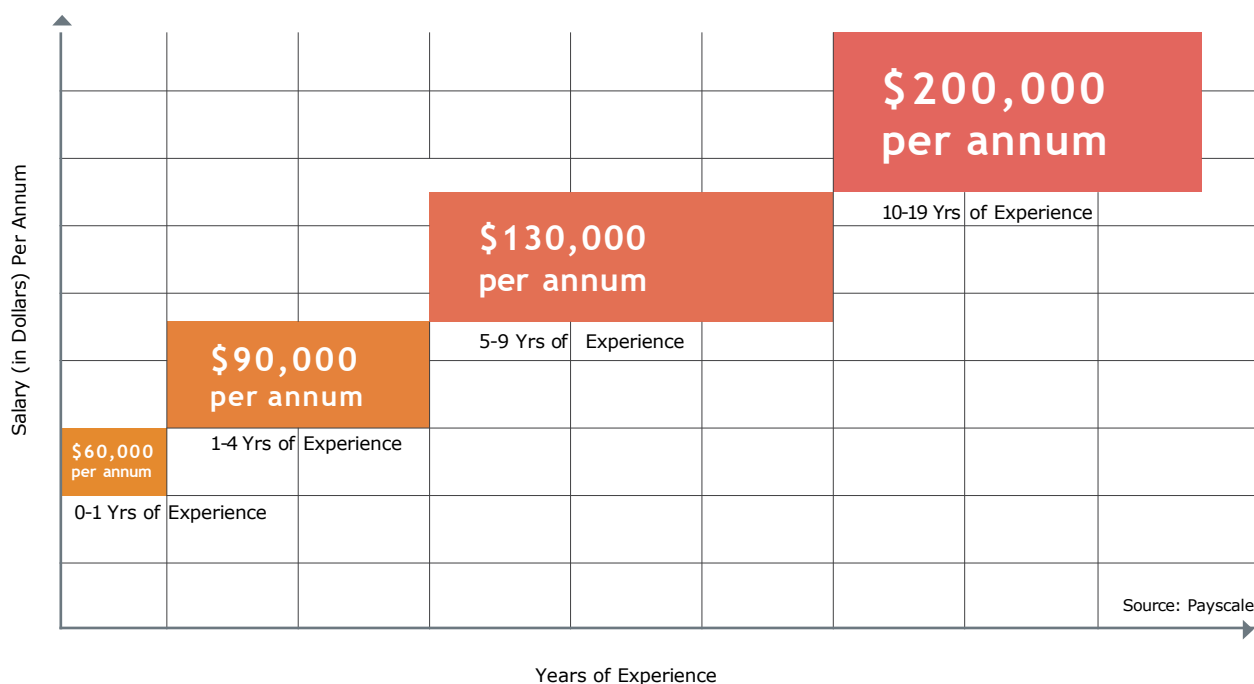 Salary (in Dollars) Per Annum
$200,000
per annum
10-19 Yrs of Experience
$130,000
per annum
5-9 Yrs of Experience
$90,000
per annum
1-4 Yrs of Experience
$60,000
per annum
0-1 Yrs of Experience
Source: Payscale
Years of Experience